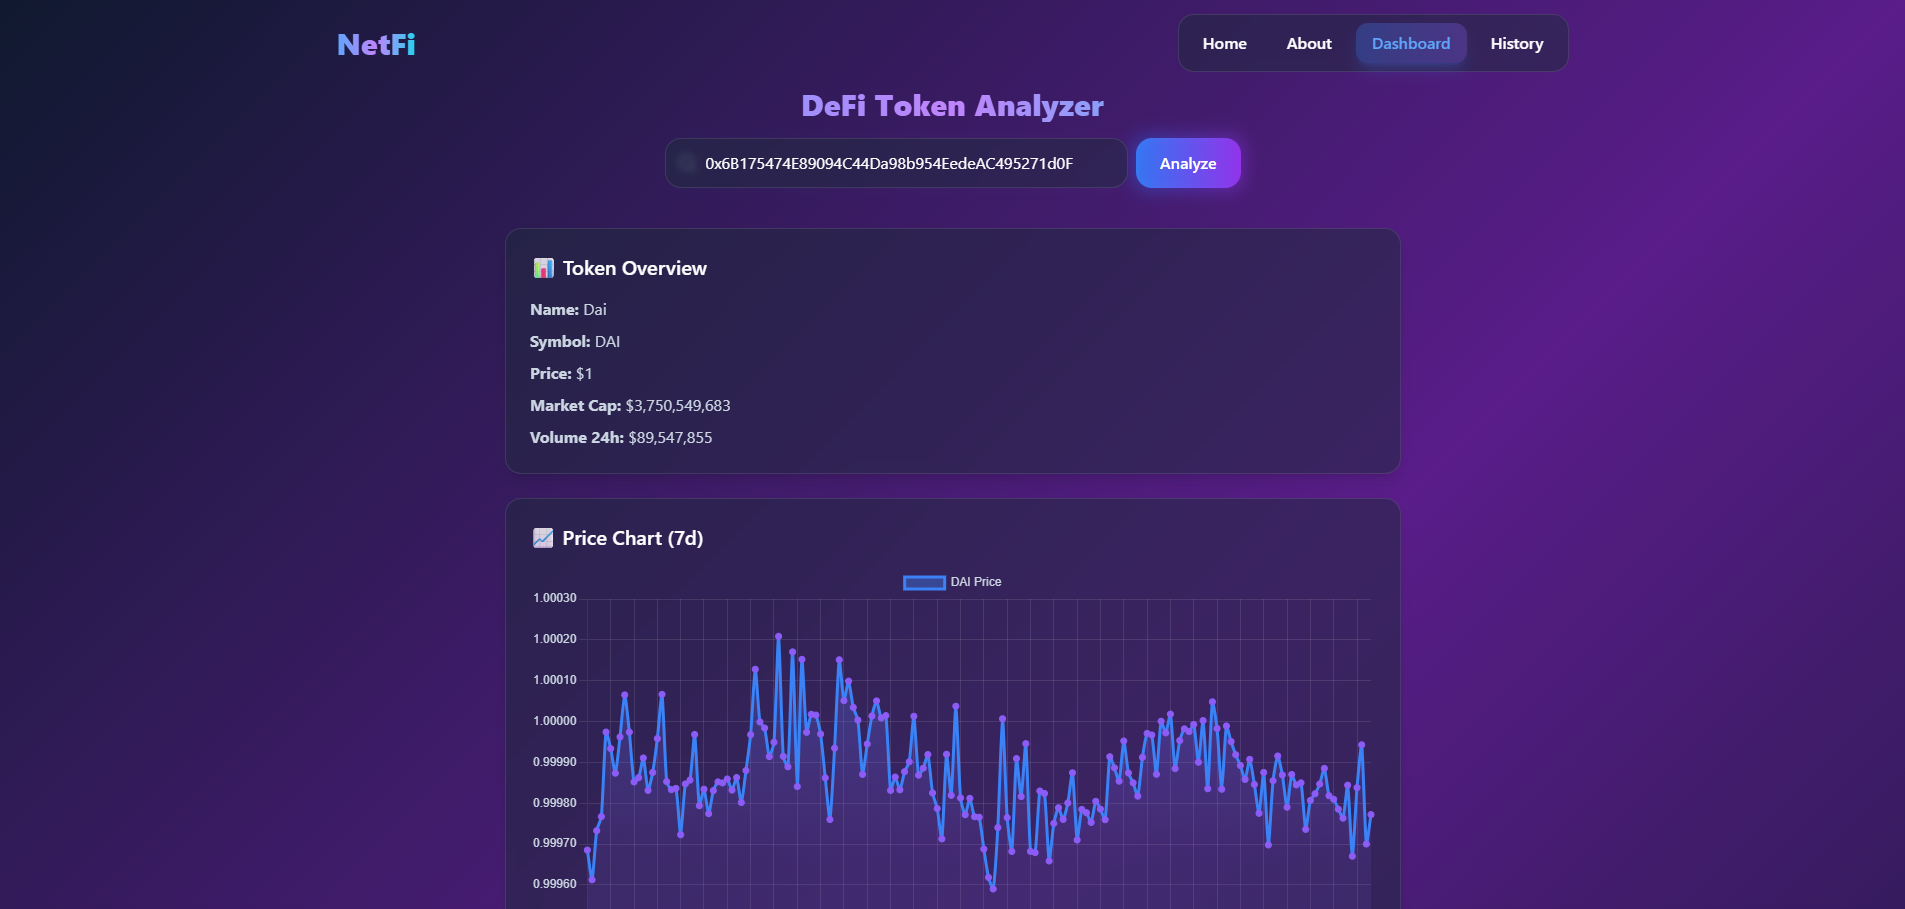 NetFi
Home About Dashboard History
DeFi Token Analyzer
0x6B175474E89094C44Da98b954EedeAC495271d0F Analyze
Token Overview
Name: Dai
Symbol: DAI
Price: $1
Market Cap: $3,750,549,683
Volume 24h: $89,547,855
Price Chart (7d)
DAI Price
1.00030
1.00020
1.00010
1.00000
0.99990
0.99980
0.99970
0.99960